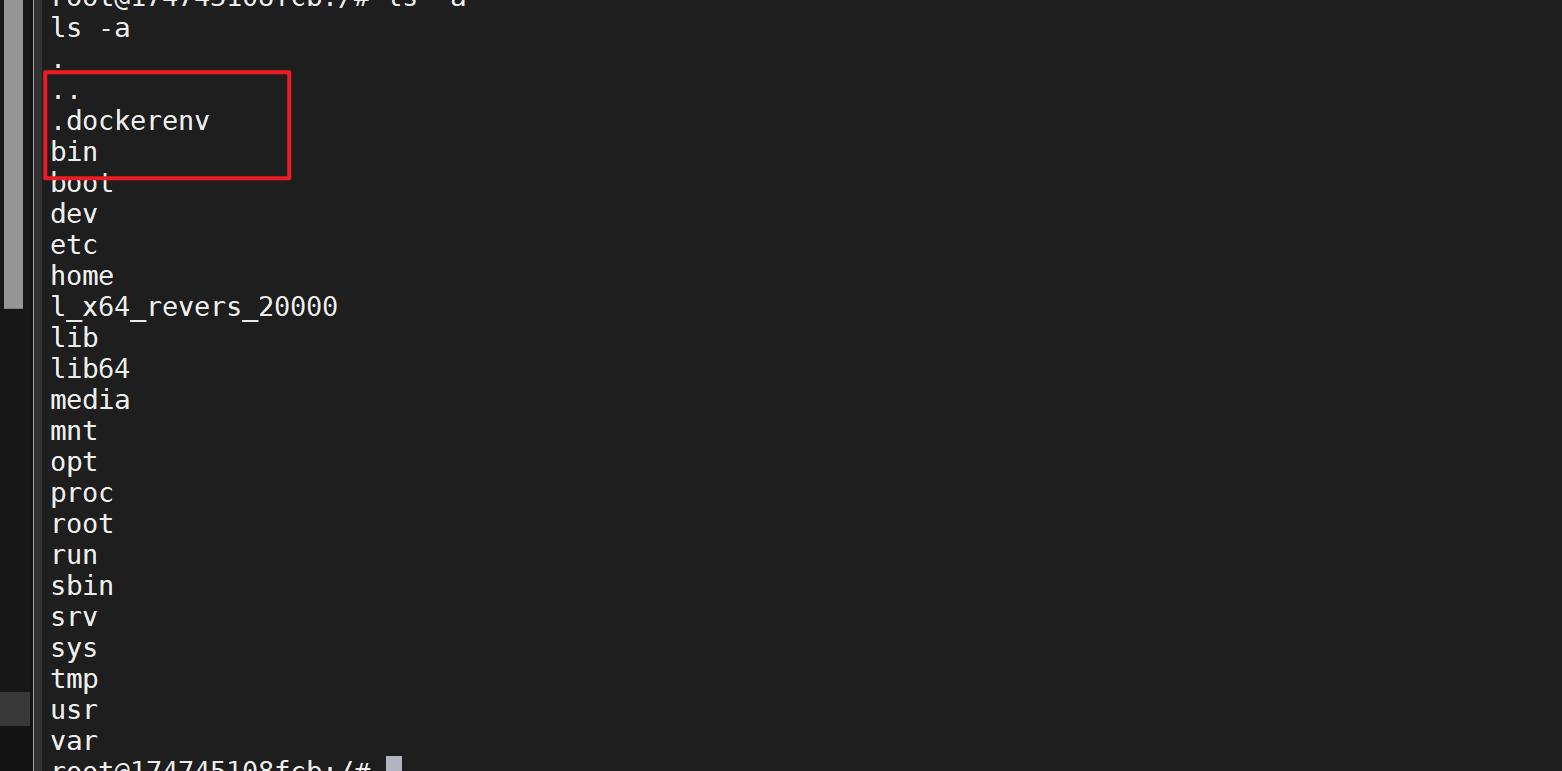 root@174745108fcb:/# ls -a
ls -a
.
..
.dockerenv
bin
boot
dev
etc
home
l_x64_revers_20000
lib
lib64
media
mnt
opt
proc
root
run
sbin
srv
sys
tmp
usr
var
root@174745108fcb:/#